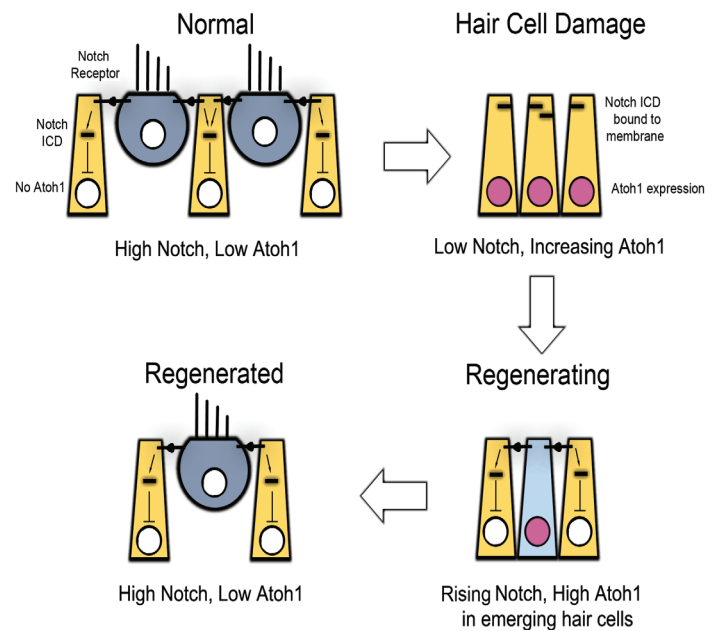 Normal
Notch
Receptor
Notch
ICD
No Atoh1
High Notch, Low Atoh1
Hair Cell Damage
Notch ICD
bound to
membrane
Atoh1 expression
Low Notch, Increasing Atoh1
Regenerated
High Notch, Low Atoh1
Regenerating
Rising Notch, High Atoh1
in emerging hair cells